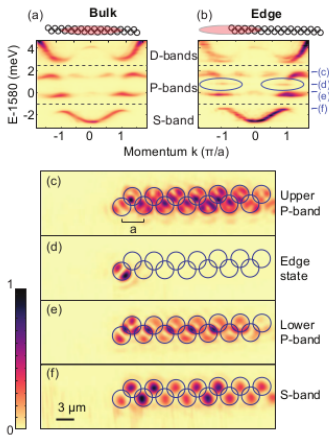 (a) Bulk
(b) Edge
E-1580 (meV)
4
2
0
-2
D-bands
P-bands
S-band
(c)
(d)
(e)
(f)
-1 0 1
-1 0 1
Momentum k (π/a)
(c) Upper P-band
a
(d) Edge state
(e) Lower P-band
(f) S-band
3 μm
1
0